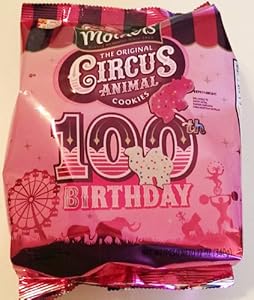 Mother's
THE ORIGINAL
CIRCUS
ANIMAL
COOKIES
100th
BIRTHDAY